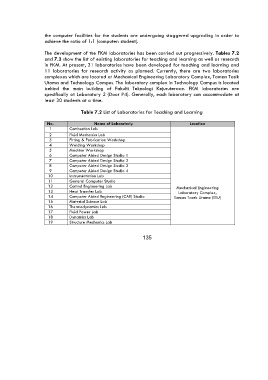 the computer facilities for the students are undergoing staggered upgrading in order to
achieve the ratio of 1:1 (computer: student).
The development of the FKM laboratories has been carried out progressively. Tables 7.2
and 7.3 show the list of existing laboratories for teaching and learning as well as research
in FKM. At present, 31 laboratories have been developed for teaching and learning and
11 laboratories for research activity as planned. Currently, there are two laboratories
complexes which are located at Mechanical Engineering Laboratory Complex, Taman Tasik
Utama and Technology Campus. The laboratory complex in Technology Campus is located
behind the main building of Fakulti Teknologi Kejuruteraan. FKM laboratories are
specifically at Laboratory 2 (Door F4). Generally, each laboratory can accommodate at
least 30 students at a time.
Table 7.2 List of Laboratories for Teaching and Learning
No. Name of Laboratory Location
1 Combustion Lab
2 Fluid Mechanics Lab
3 Fitting & Fabrication Workshop
4 Welding Workshop
5 Machine Workshop
6 Computer Aided Design Studio 1
7 Computer Aided Design Studio 2
8 Computer Aided Design Studio 3
9 Computer Aided Design Studio 4
10 Instrumentation Lab
11 General Computer Studio
12 Control Engineering Lab
13 Heat Transfer Lab
14 Computer Aided Engineering (CAE) Studio
15 Material Science Lab
16 Thermodynamics Lab
17 Fluid Power Lab
18 Dynamics Lab
19 Structure Mechanics Lab
Mechanical Engineering
Laboratory Complex,
Taman Tasik Utama (TTU)
135